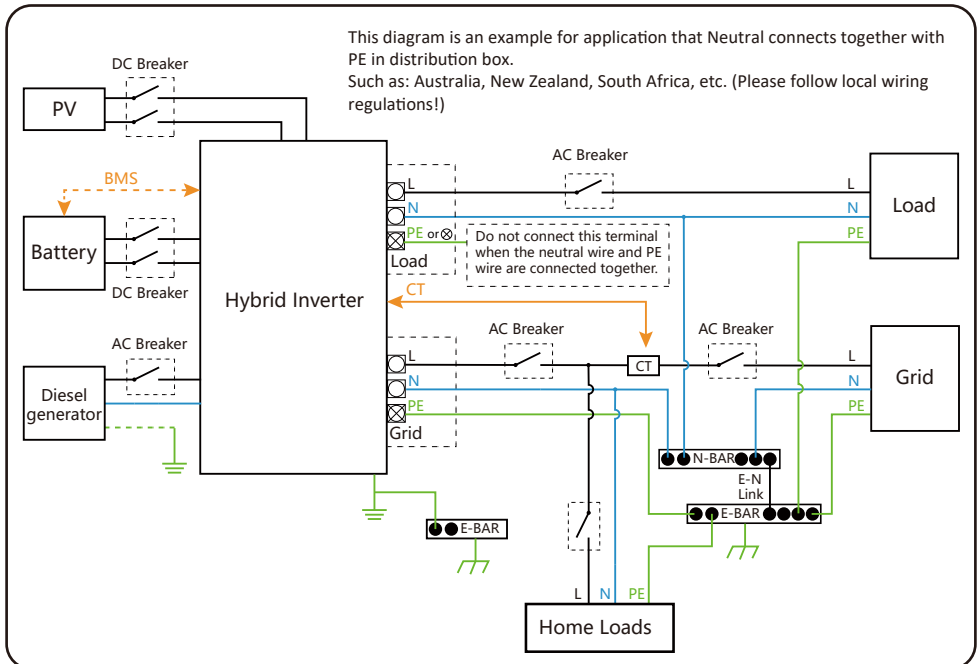 This diagram is an example for application that Neutral connects together with
PE in distribution box.
Such as: Australia, New Zealand, South Africa, etc. (Please follow local wiring
regulations!)
DC Breaker
PV
BMS
Battery
DC Breaker
AC Breaker
Diesel
generator
Hybrid Inverter
L
N
PE or
Load
AC Breaker
Do not connect this terminal
when the neutral wire and PE
wire are connected together.
L
N
PE
Load
CT
L
N
PE
Grid
AC Breaker
CT
AC Breaker
L
N
PE
Grid
N-BAR
E-N
Link
E-BAR
E-BAR
L
N
PE
Home Loads